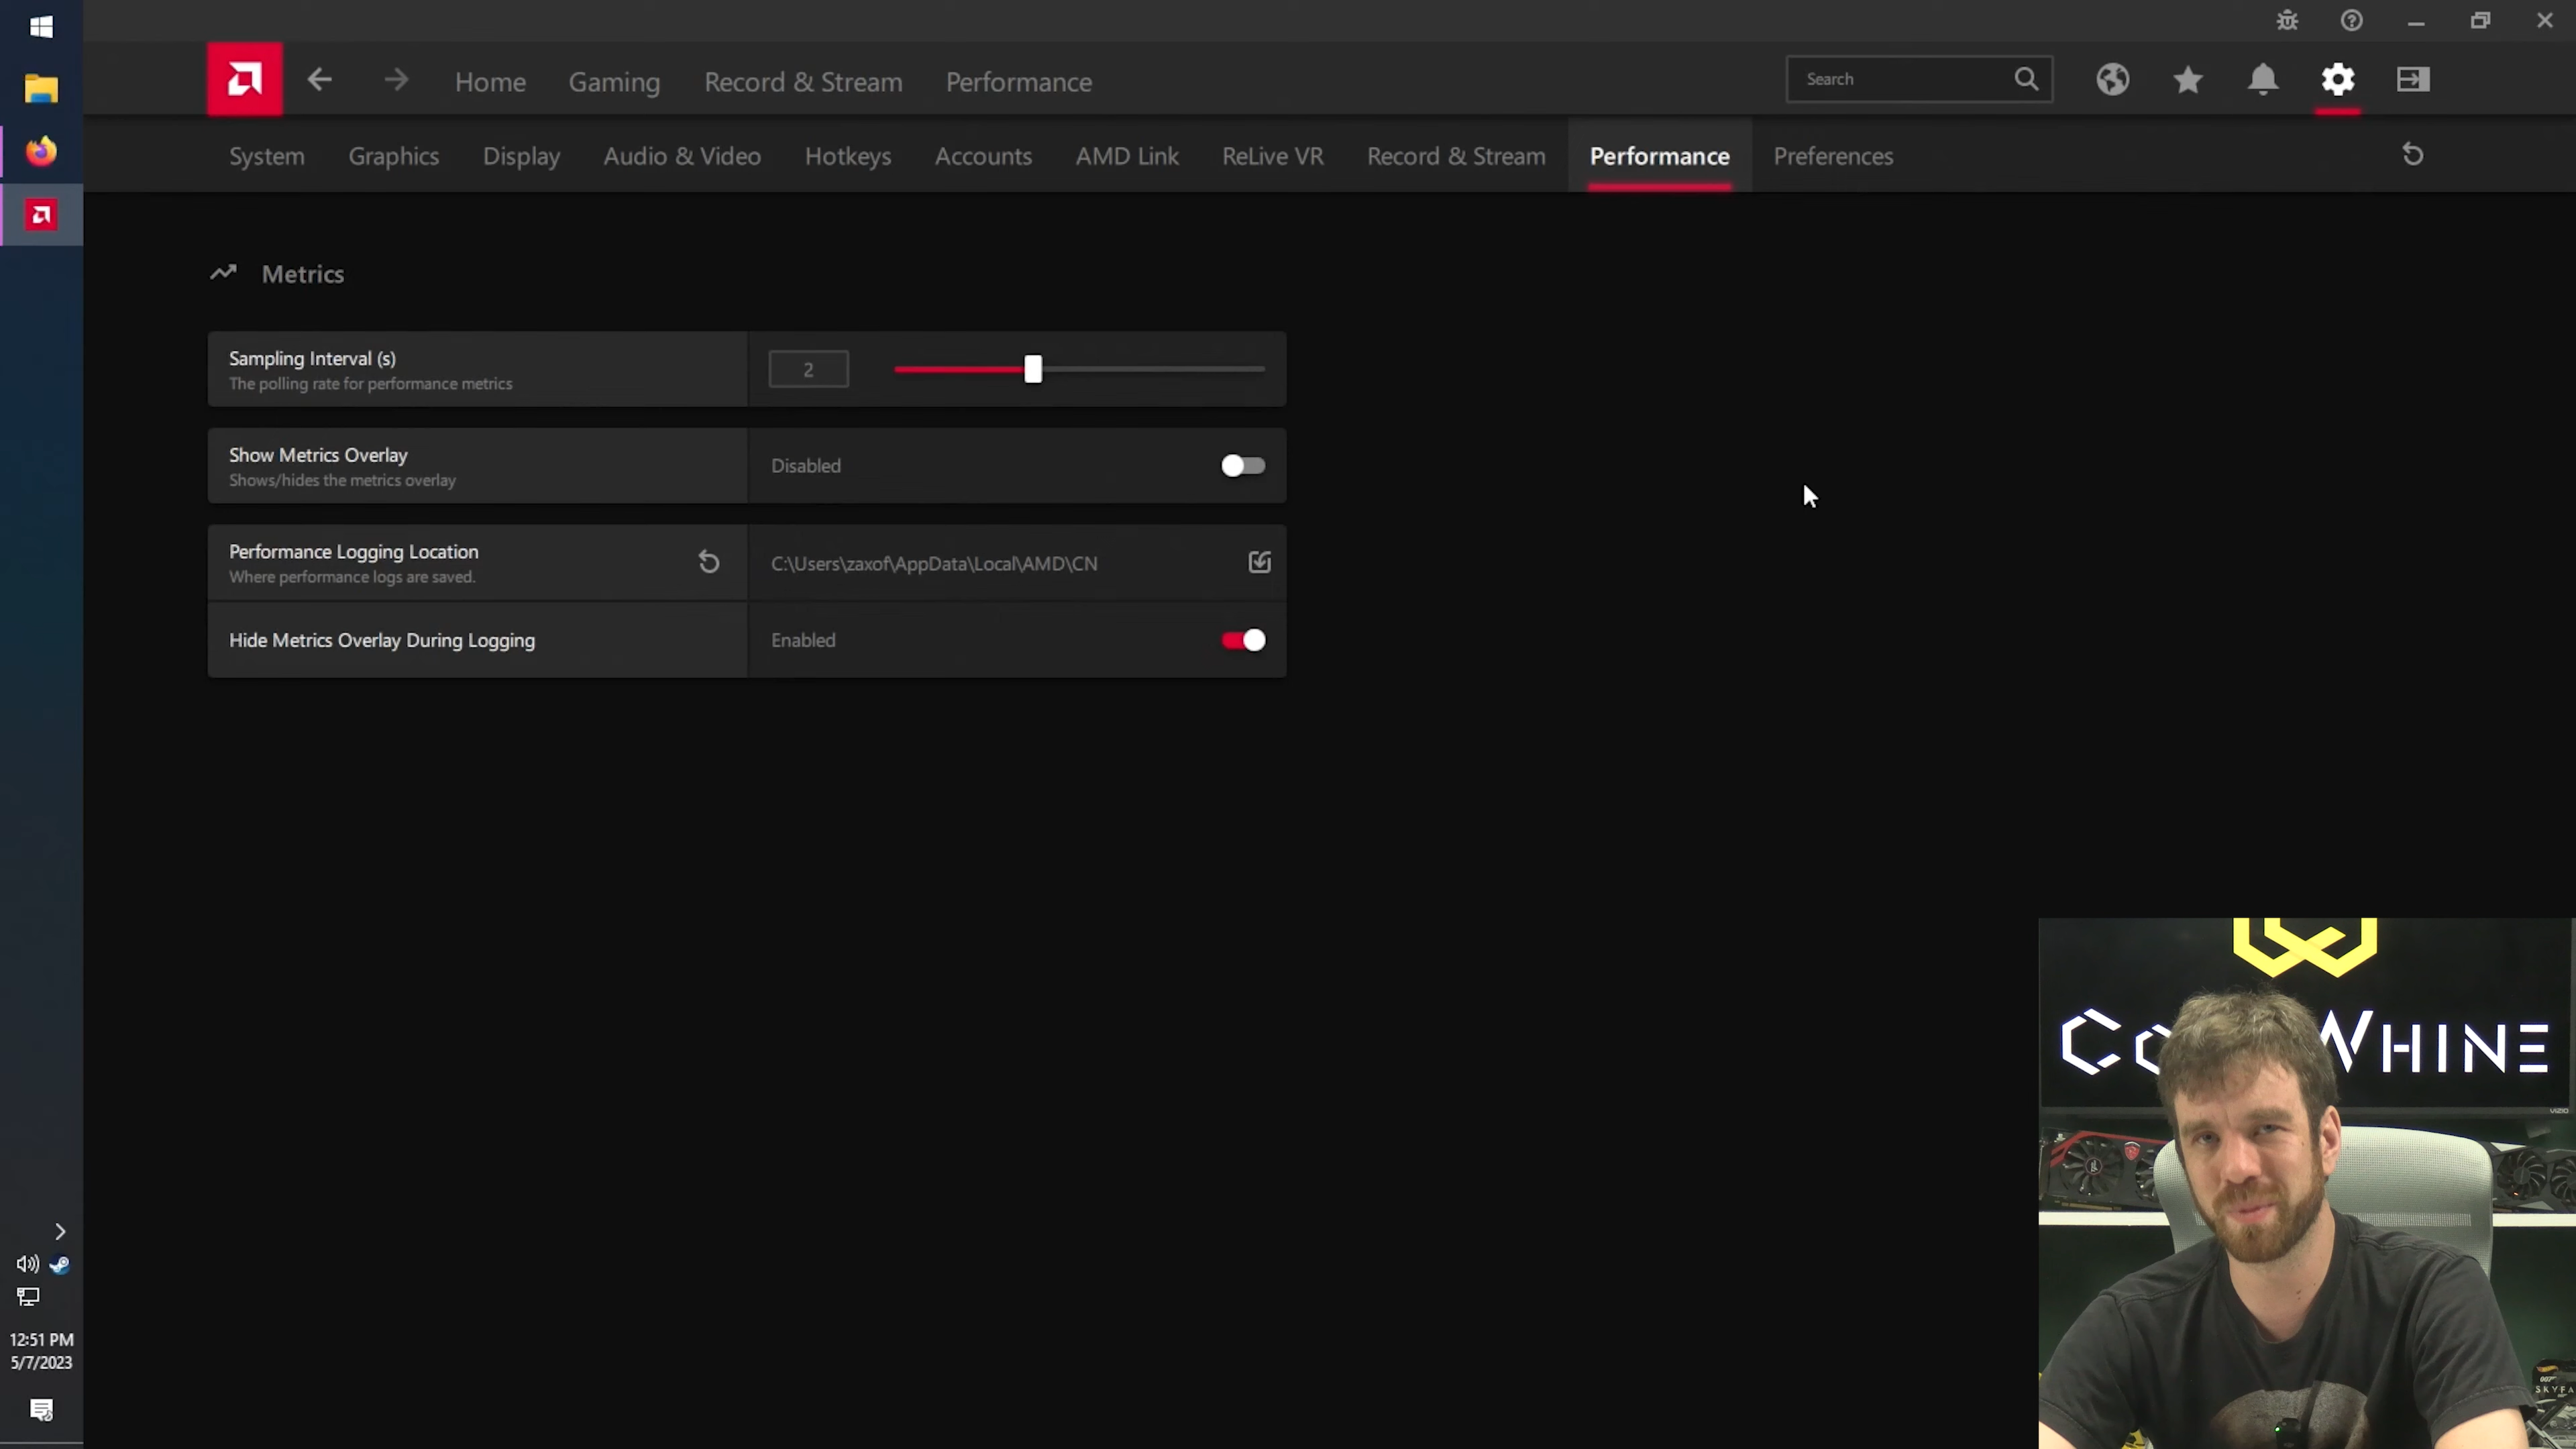 Home Gaming Record & Stream Performance Search
System Graphics Display Audio & Video Hotkeys Accounts AMD Link ReLive VR Record & Stream Performance Preferences
Metrics
Sampling Interval (s)
The polling rate for performance metrics
2
Show Metrics Overlay
Shows/hides the metrics overlay
Disabled
Performance Logging Location
Where performance logs are saved.
C:\Users\zaxof\AppData\Local\AMD\CN
Hide Metrics Overlay During Logging
Enabled
12:51 PM
5/7/2023
WHINE
VIZIO
007